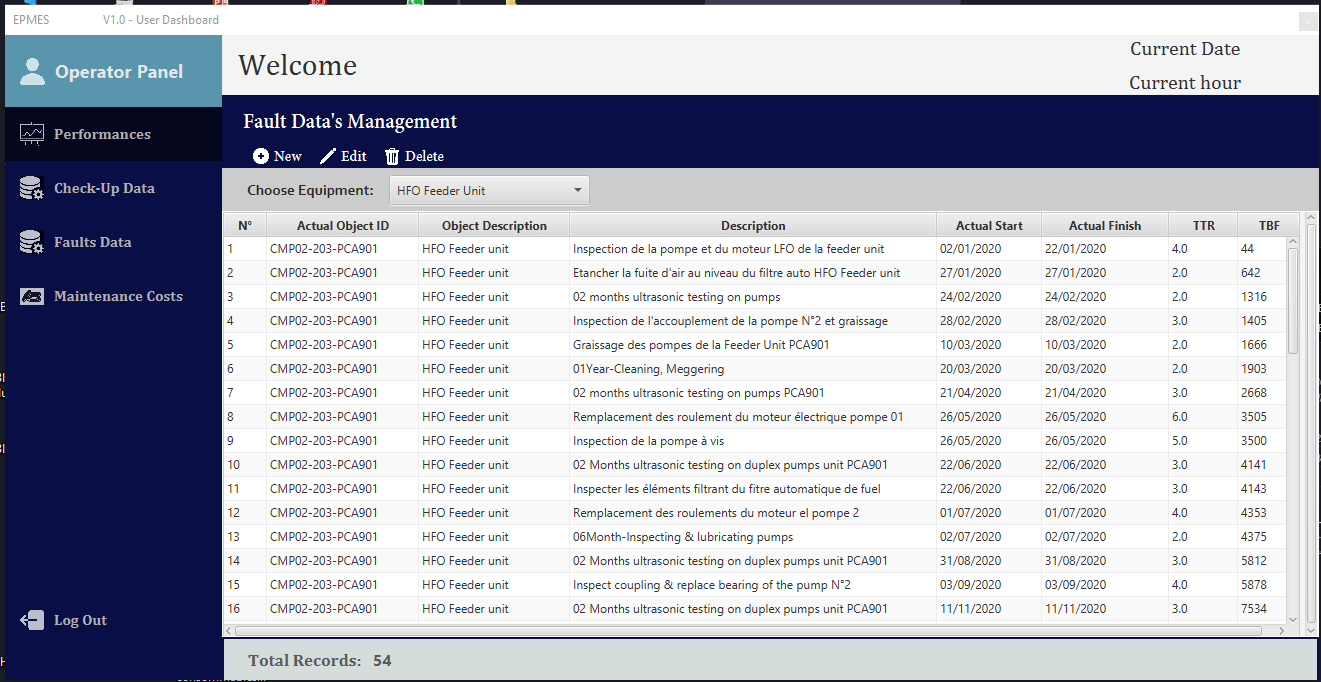 EPMES V1.0 - User Dashboard
Operator Panel
Welcome
Current Date
Current hour
Performances
Check-Up Data
Faults Data
Maintenance Costs
Log Out
Fault Data's Management
New Edit Delete
Choose Equipment: HFO Feeder Unit
N° Actual Object ID Object Description Description Actual Start Actual Finish TTR TBF
1 CMP02-203-PCA901 HFO Feeder unit Inspection de la pompe et du moteur LFO de la feeder unit 02/01/2020 22/01/2020 4.0 44
2 CMP02-203-PCA901 HFO Feeder unit Etancher la fuite d'air au niveau du filtre auto HFO Feeder unit 27/01/2020 27/01/2020 2.0 642
3 CMP02-203-PCA901 HFO Feeder unit 02 months ultrasonic testing on pumps 24/02/2020 24/02/2020 2.0 1316
4 CMP02-203-PCA901 HFO Feeder unit Inspection de l'accouplement de la pompe N°2 et graissage 28/02/2020 28/02/2020 3.0 1405
5 CMP02-203-PCA901 HFO Feeder unit Graissage des pompes de la Feeder Unit PCA901 10/03/2020 10/03/2020 2.0 1666
6 CMP02-203-PCA901 HFO Feeder unit 01Year-Cleaning, Meggering 20/03/2020 20/03/2020 2.0 1903
7 CMP02-203-PCA901 HFO Feeder unit 02 months ultrasonic testing on pumps PCA901 21/04/2020 21/04/2020 3.0 2668
8 CMP02-203-PCA901 HFO Feeder unit Remplacement des roulement du moteur électrique pompe 01 26/05/2020 26/05/2020 6.0 3505
9 CMP02-203-PCA901 HFO Feeder unit Inspection de la pompe à vis 26/05/2020 26/05/2020 5.0 3500
10 CMP02-203-PCA901 HFO Feeder unit 02 Months ultrasonic testing on duplex pumps unit PCA901 22/06/2020 22/06/2020 3.0 4141
11 CMP02-203-PCA901 HFO Feeder unit Inspecter les éléments filtrant du fitre automatique de fuel 22/06/2020 22/06/2020 3.0 4143
12 CMP02-203-PCA901 HFO Feeder unit Remplacement des roulements du moteur el pompe 2 01/07/2020 01/07/2020 4.0 4353
13 CMP02-203-PCA901 HFO Feeder unit 06Month-Inspecting & lubricating pumps 02/07/2020 02/07/2020 2.0 4375
14 CMP02-203-PCA901 HFO Feeder unit 02 Months ultrasonic testing on duplex pumps unit PCA901 31/08/2020 31/08/2020 3.0 5812
15 CMP02-203-PCA901 HFO Feeder unit Inspect coupling & replace bearing of the pump N°2 03/09/2020 03/09/2020 4.0 5878
16 CMP02-203-PCA901 HFO Feeder unit 02 Months ultrasonic testing on duplex pumps unit PCA901 11/11/2020 11/11/2020 3.0 7534
Total Records: 54